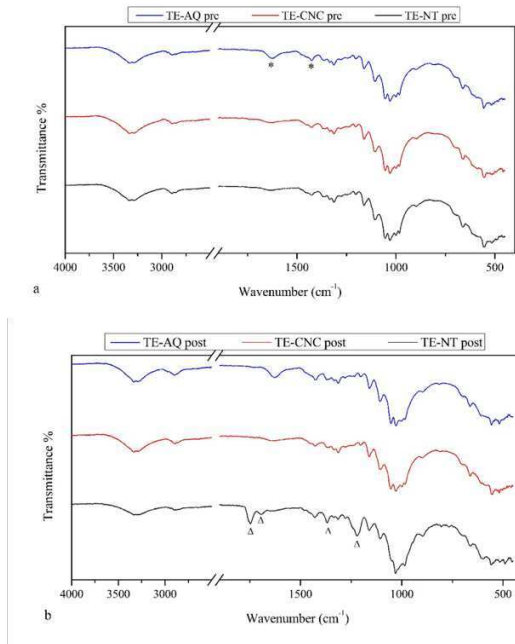 TE-AQ pre TE-CNC pre TE-NT pre
Transmittance %
* *
4000 3500 3000 1500 1000 500
Wavenumber (cm⁻¹)
a
TE-AQ post TE-CNC post TE-NT post
Transmittance %
Δ Δ Δ Δ
4000 3500 3000 1500 1000 500
Wavenumber (cm⁻¹)
b